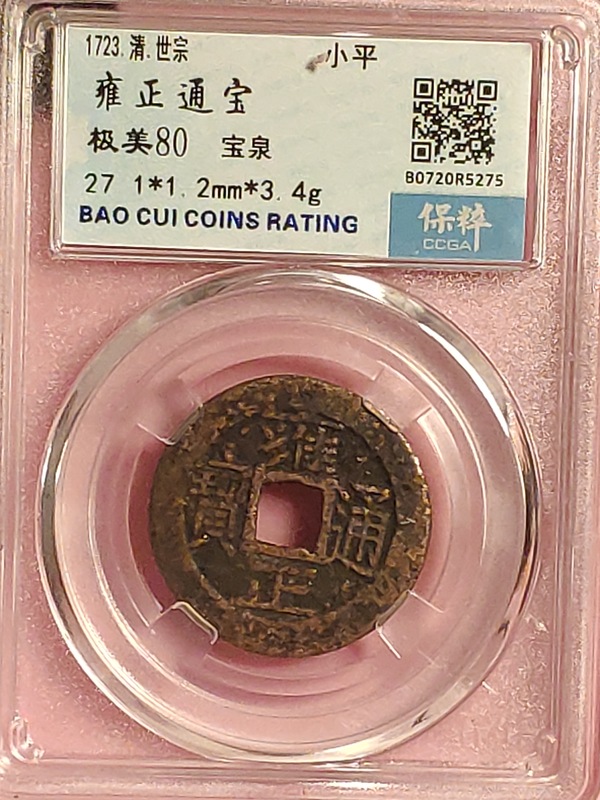 1723.清.世宗 小平
雍正通宝
极美80 宝泉
27 1*1.2mm*3.4g
B0720R5275
BAO CUI COINS RATING
保粹
CCGA
雍
寶 通
正